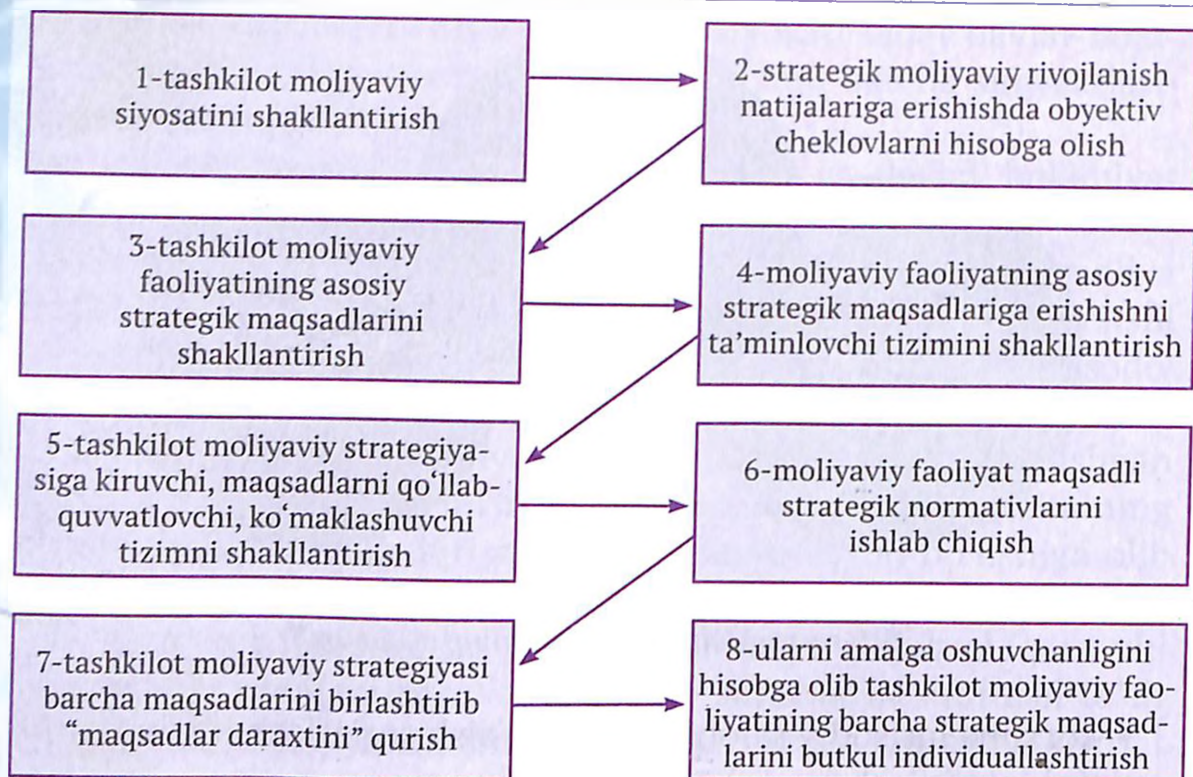 1-tashkilot moliyaviy
siyosatini shakllantirish
2-strategik moliyaviy rivojlanish
natijalariga erishishda obyektiv
cheklovlarni hisobga olish
3-tashkilot moliyaviy
faoliyatining asosiy
strategik maqsadlarini
shakllantirish
4-moliyaviy faoliyatning asosiy
strategik maqsadlariga erishishni
ta’minlovchi tizimini shakllantirish
5-tashkilot moliyaviy strategiya-
siga kiruvchi, maqsadlarni qo‘llab-
quvvatlovchi, ko‘maklashuvchi
tizimni shakllantirish
6-moliyaviy faoliyat maqsadli
strategik normativlarini
ishlab chiqish
7-tashkilot moliyaviy strategiyasi
barcha maqsadlarini birlashtirib
“maqsadlar daraxtini” qurish
8-ularni amalga oshuvchanligini
hisobga olib tashkilot moliyaviy fao-
liyatining barcha strategik maqsad-
larini butkul individuallashtirish